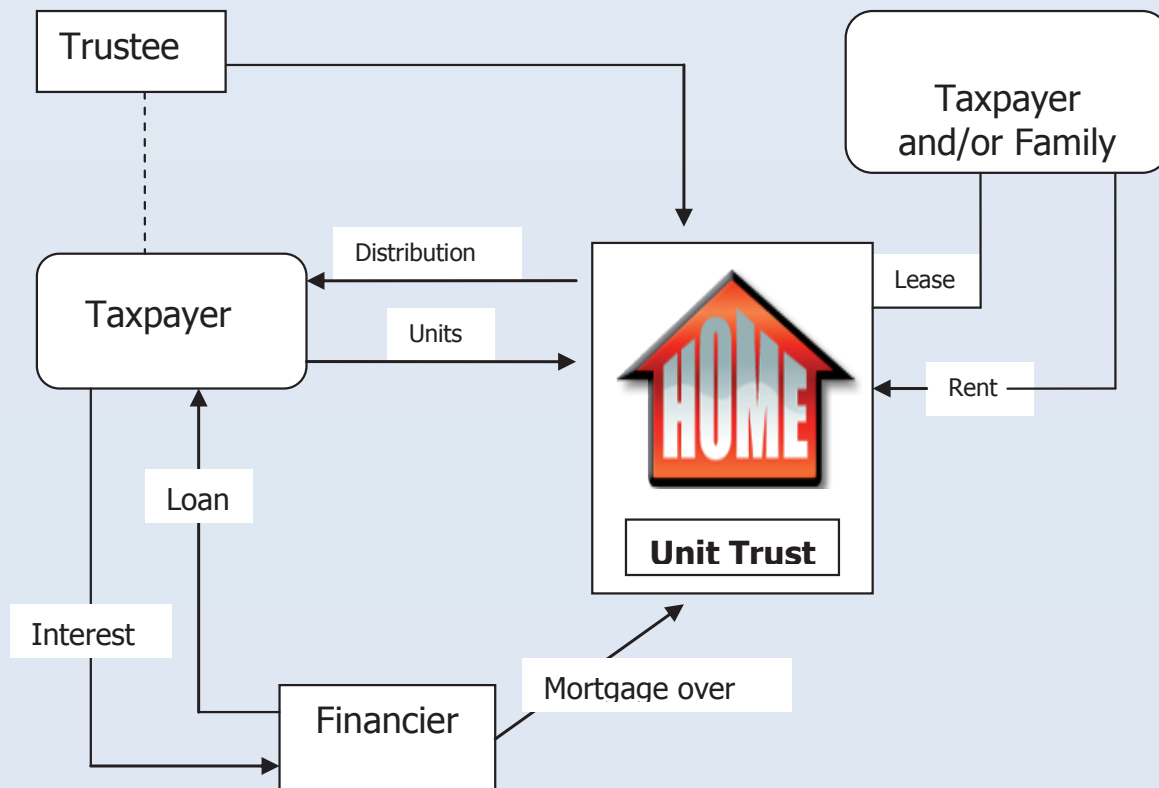 Trustee
Taxpayer
and/or Family
Distribution
Lease
Taxpayer
Units
HOME
Rent
Loan
Unit Trust
Interest
Mortgage over
Financier